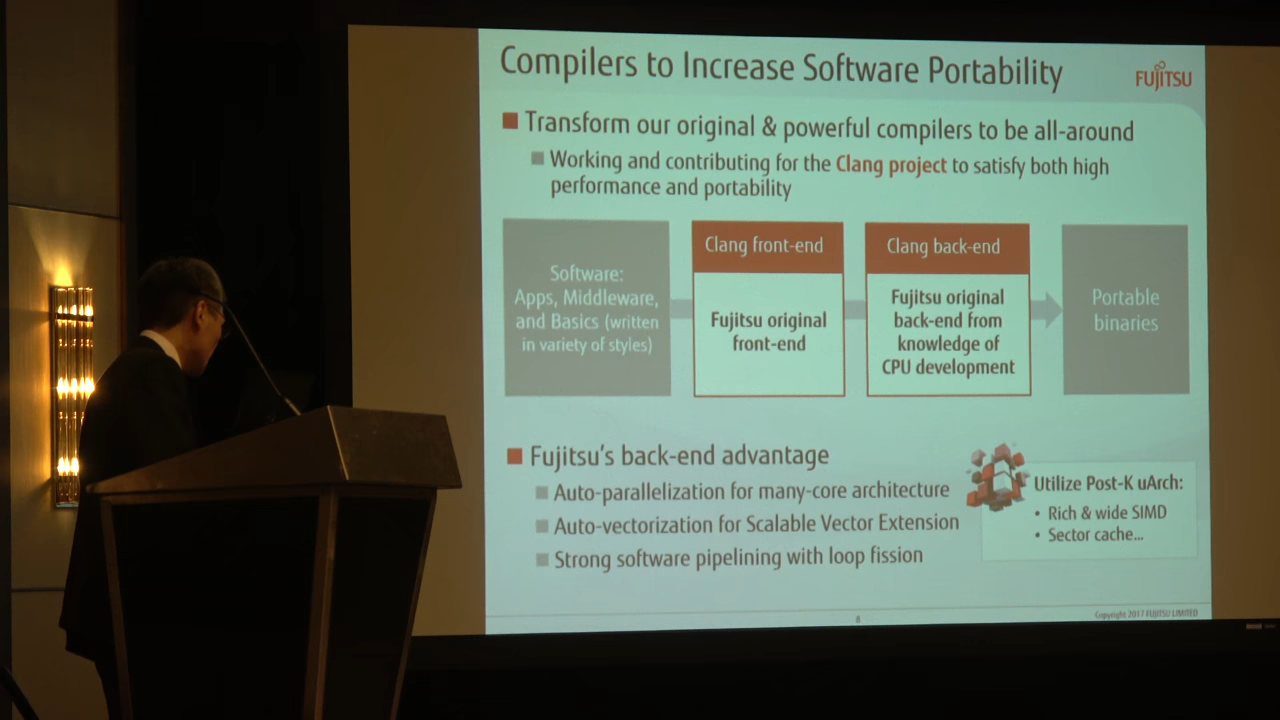 Compilers to Increase Software Portability
FUJITSU
Transform our original & powerful compilers to be all-around
Working and contributing for the Clang project to satisfy both high
performance and portability
Software:
Apps, Middleware,
and Basics (written
in variety of styles)
Clang front-end
Fujitsu original
front-end
Clang back-end
Fujitsu original
back-end from
knowledge of
CPU development
Portable
binaries
Fujitsu's back-end advantage
Auto-parallelization for many-core architecture
Auto-vectorization for Scalable Vector Extension
Strong software pipelining with loop fission
Utilize Post-K uArch:
• Rich & wide SIMD
• Sector cache...
8
Copyright 2017 FUJITSU LIMITED